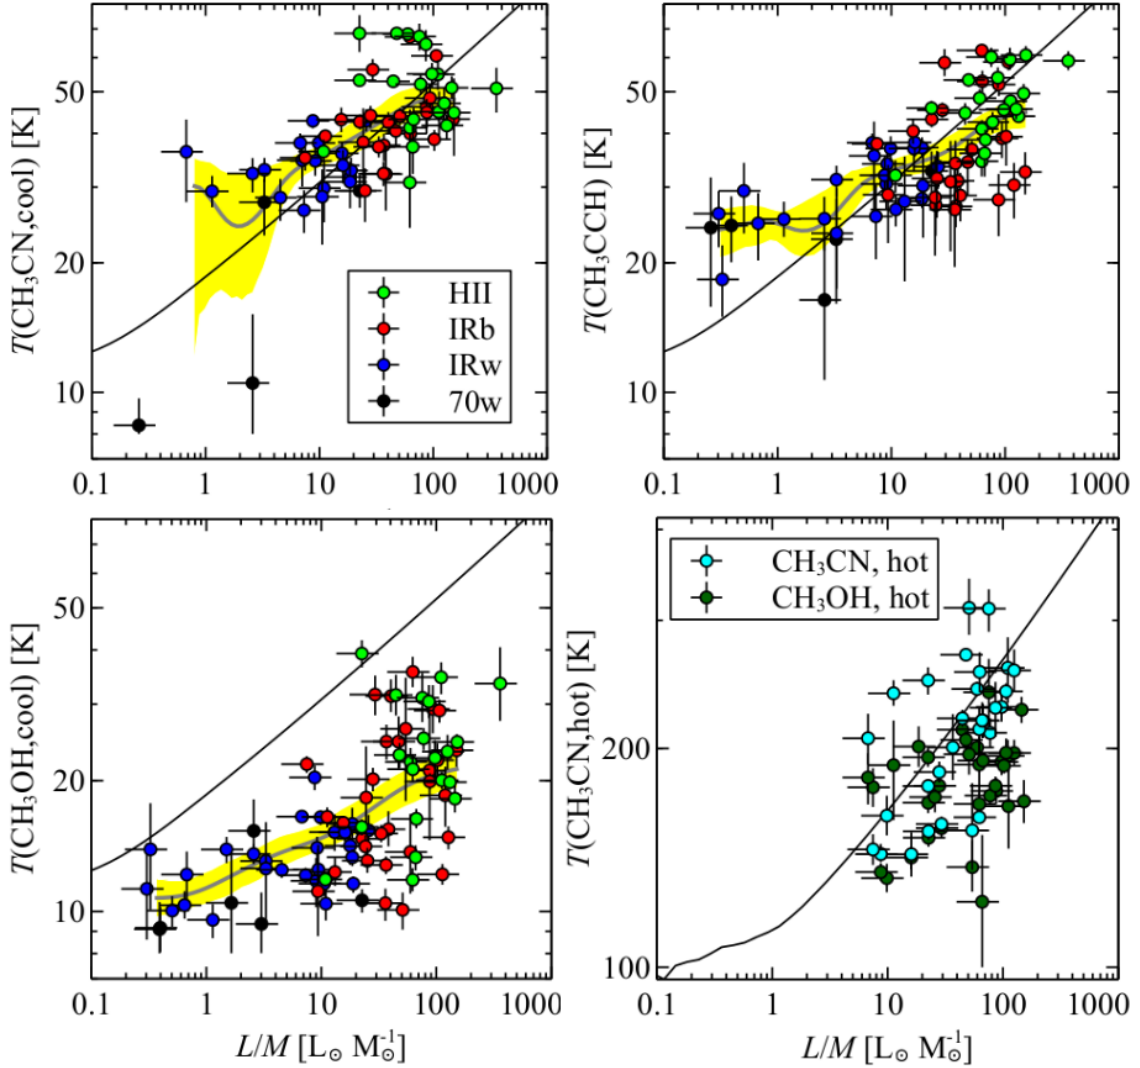 T(CH₃CN,cool) [K]
50
20
10
HII
IRb
IRw
70w
0.1 1 10 100 1000
T(CH₃CCH) [K]
50
20
10
0.1 1 10 100 1000
T(CH₃OH,cool) [K]
50
20
10
0.1 1 10 100 1000
L/M [L⊙ M⊙⁻¹]
T(CH₃CN,hot) [K]
200
100
CH₃CN, hot
CH₃OH, hot
0.1 1 10 100 1000
L/M [L⊙ M⊙⁻¹]